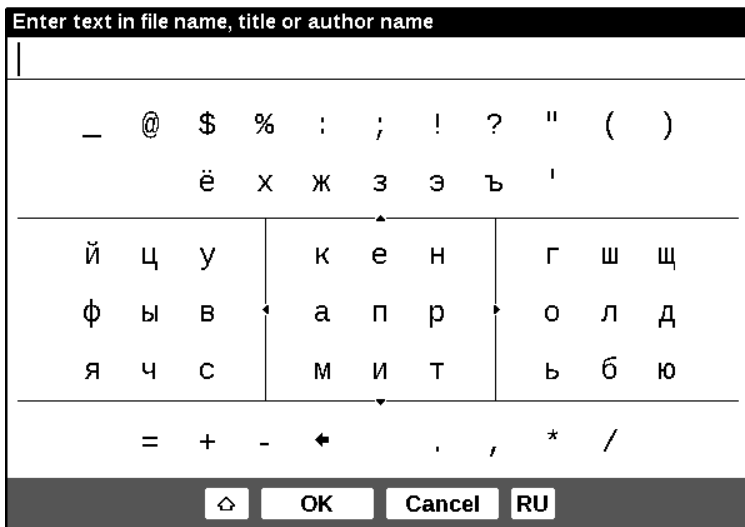 Enter text in file name, title or author name
_ @ $ % : ; ! ? " ( )
ё х ж з э ъ '
й ц у к е н г ш щ
ф ы в а п р о л д
я ч с м и т ь б ю
= + - . , * /
OK Cancel RU